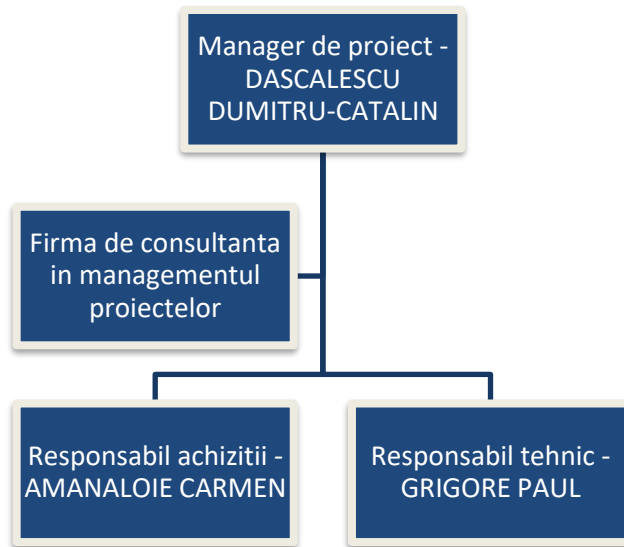 Manager de proiect -
DASCALESCU
DUMITRU-CATALIN
Firma de consultanta
in managementul
proiectelor
Responsabil achizitii -
AMANALOIE CARMEN
Responsabil tehnic -
GRIGORE PAUL